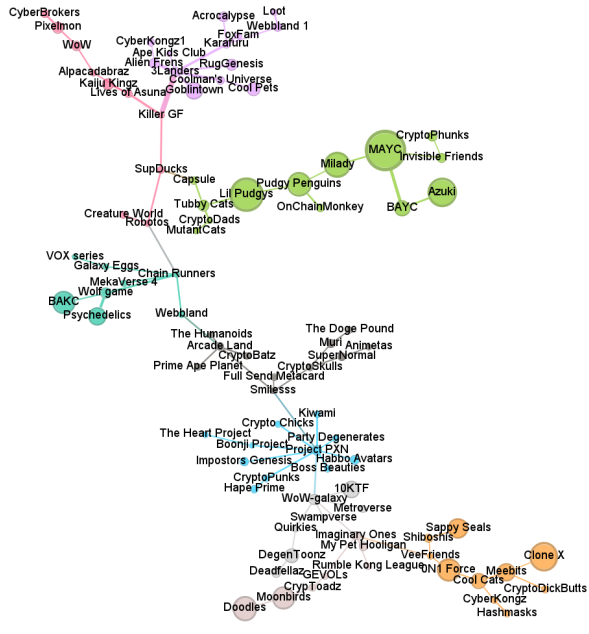 CyberBrokers
Pixelmon
WoW
Acrocalypse
Loot
Webbland 1
FoxFam
Karafuru
CyberKongz1
Ape Kids Club
Alien Frens
3Landers
RugGenesis
Alpacadabraz
Kaiju Kingz
Lives of Asuna
Coolman's Universe
Goblintown
Cool Pets
Killer GF
SupDucks
Capsule
Lil Pudgys
Pudgy Penguins
Milady
MAYC
CryptoPhunks
Invisible Friends
Tubby Cats
OnChainMonkey
BAYC
Azuki
Creature World
Robotos
CryptoDads
MutantCats
VOX series
Galaxy Eggs
Chain Runners
MekaVerse 4
Wolf game
BAKC
Psychedelics
Webbland
The Humanoids
Arcade Land
CryptoBatz
Prime Ape Planet
The Doge Pound
Muri
Animetas
SuperNormal
CryptoSkulls
Full Send Metacard
Smilesss
Kiwami
Crypto Chicks
The Heart Project
Party Degenerates
Boonji Project
Project PXN
Impostors Genesis
Habbo Avatars
Boss Beauties
CryptoPunks
Hape Prime
10KTF
WoW-galaxy
Metroverse
Swampverse
Quirkies
Imaginary Ones
My Pet Hooligan
Shiboshis
Sappy Seals
DegenToonz
VeeFriends
Rumble Kong League
0N1 Force
Clone X
Deadfellaz
GEVOLs
Cool Cats
Meebits
CrypToadz
CryptoDickButts
Moonbirds
CyberKongz
Doodles
Hashmasks